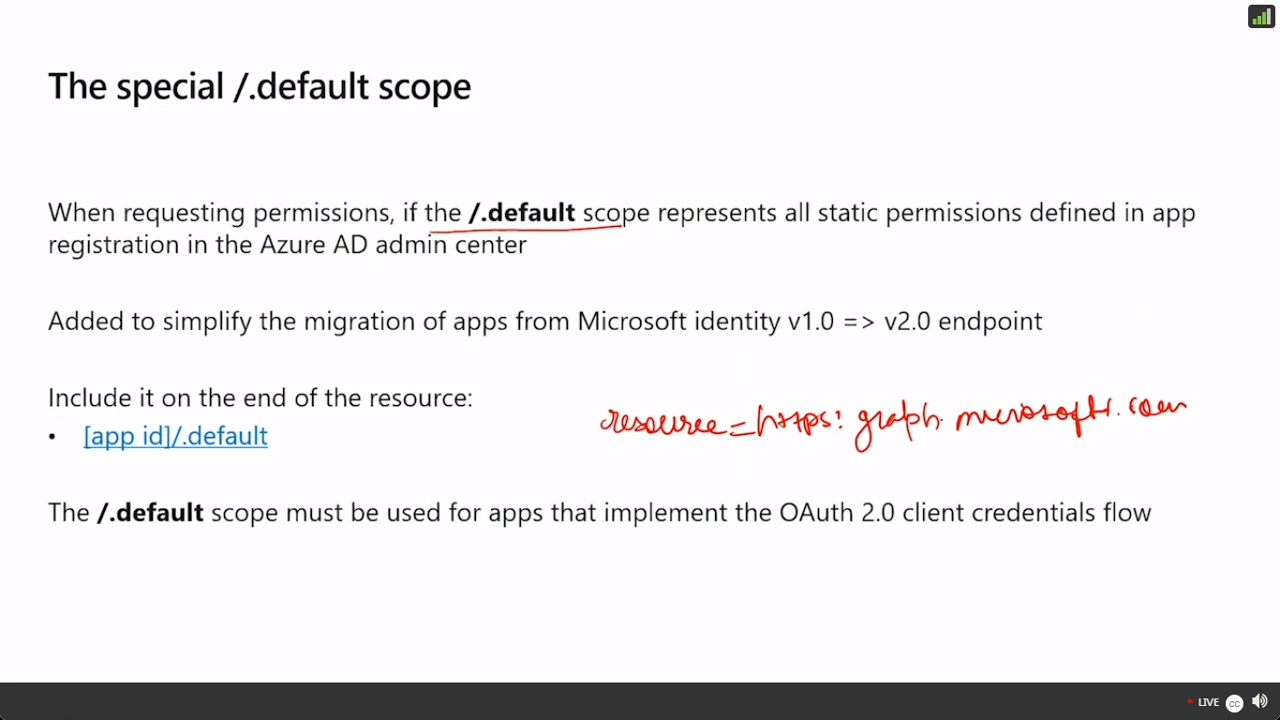 The special /.default scope
When requesting permissions, if the /.default scope represents all static permissions defined in app
registration in the Azure AD admin center
Added to simplify the migration of apps from Microsoft identity v1.0 => v2.0 endpoint
Include it on the end of the resource:
resource=https: graph.microsoft.com
• [app id]/.default
The /.default scope must be used for apps that implement the OAuth 2.0 client credentials flow
LIVE
CC